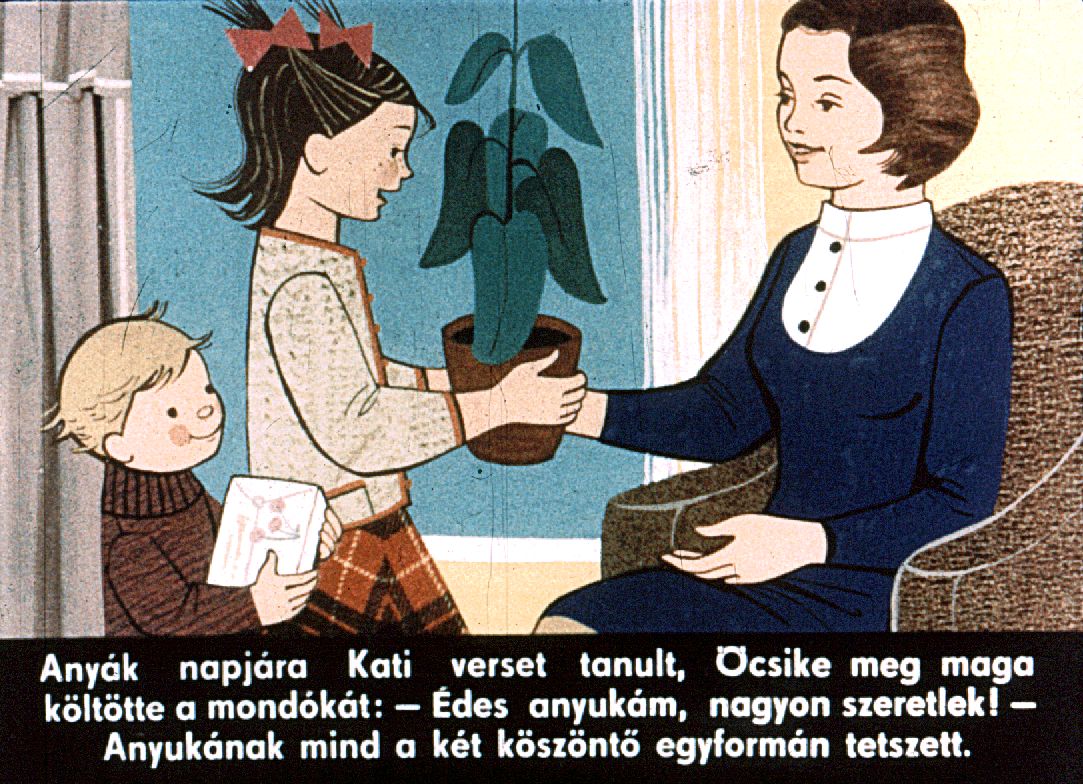 Anyák napjára Kati verset tanult, Öcsike meg maga
költötte a mondókát: — Édes anyukám, nagyon szeretlek! —
Anyukának mind a két köszöntő egyformán tetszett.